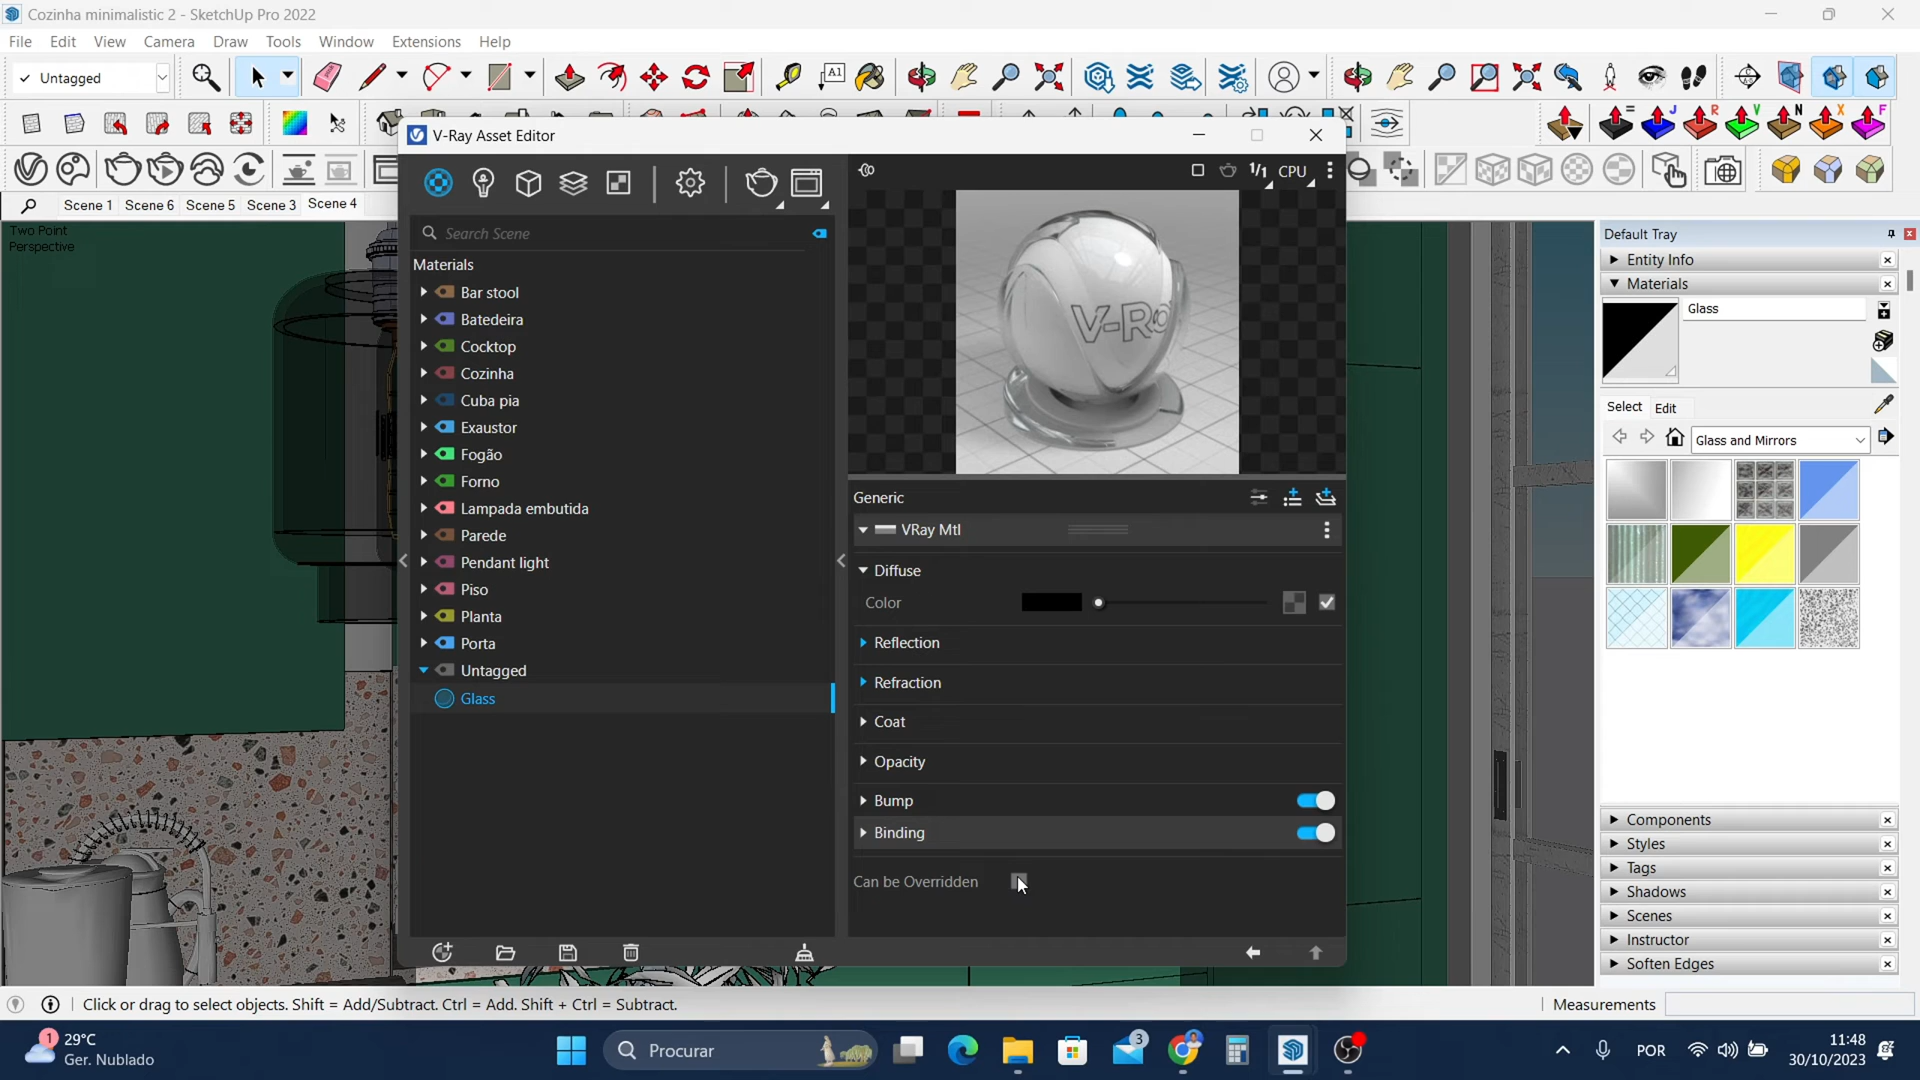 Cozinha minimalistic 2 - SketchUp Pro 2022
File Edit View Camera Draw Tools Window Extensions Help
Untagged
A1
= J R V N X F
V-Ray Asset Editor
1/1 CPU
Scene 1 Scene 6 Scene 5 Scene 3 Scene 4
Two Point
Perspective
Search Scene
Materials
Bar stool
Batedeira
Cocktop
Cozinha
Cuba pia
Exaustor
Fogão
Forno
Lampada embutida
Parede
Pendant light
Piso
Planta
Porta
Untagged
Glass
Generic
VRay Mtl
Diffuse
Color
Reflection
Refraction
Coat
Opacity
Bump
Binding
Can be Overridden
Default Tray
Entity Info
Materials
Glass
Select Edit
Glass and Mirrors
Components
Styles
Tags
Shadows
Scenes
Instructor
Soften Edges
Click or drag to select objects. Shift = Add/Subtract. Ctrl = Add. Shift + Ctrl = Subtract.
Measurements
1
29°C
Ger. Nublado
Procurar
3
POR
11:48
30/10/2023